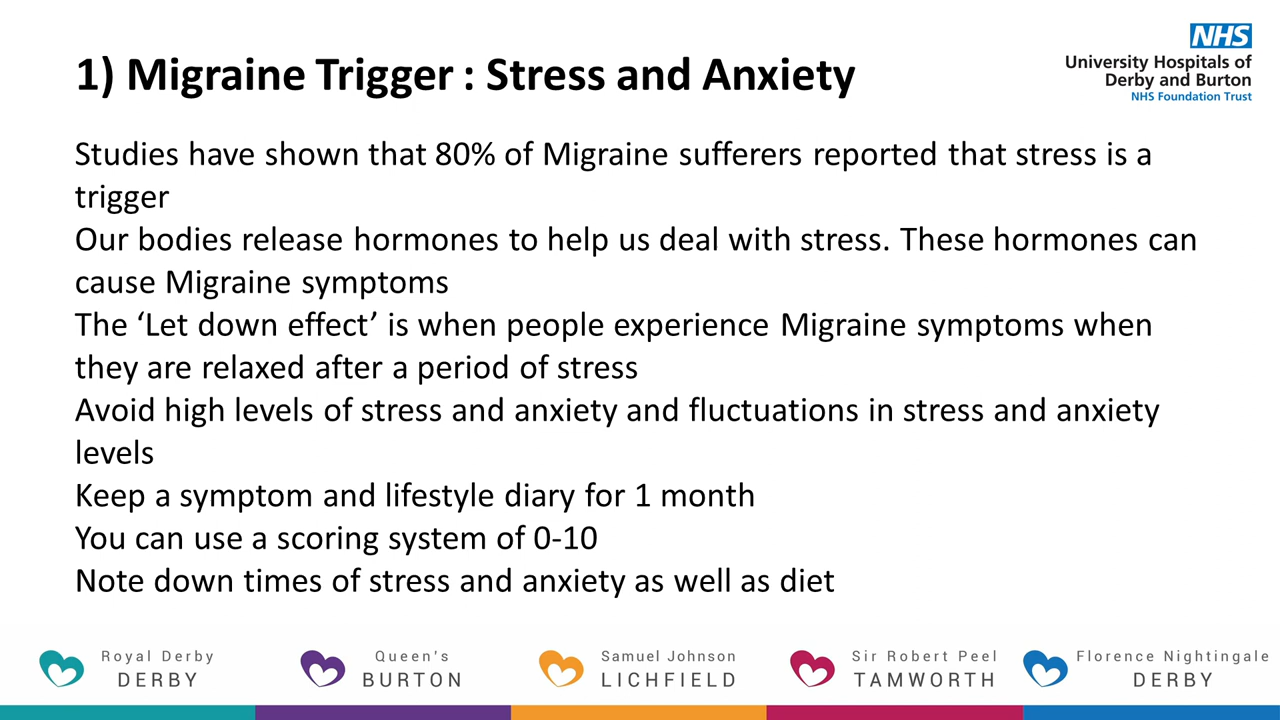 1) Migraine Trigger : Stress and Anxiety
NHS
University Hospitals of
Derby and Burton
NHS Foundation Trust
Studies have shown that 80% of Migraine sufferers reported that stress is a
trigger
Our bodies release hormones to help us deal with stress. These hormones can
cause Migraine symptoms
The ‘Let down effect’ is when people experience Migraine symptoms when
they are relaxed after a period of stress
Avoid high levels of stress and anxiety and fluctuations in stress and anxiety
levels
Keep a symptom and lifestyle diary for 1 month
You can use a scoring system of 0-10
Note down times of stress and anxiety as well as diet
Royal Derby
DERBY
Queen's
BURTON
Samuel Johnson
LICHFIELD
Sir Robert Peel
TAMWORTH
Florence Nightingale
DERBY